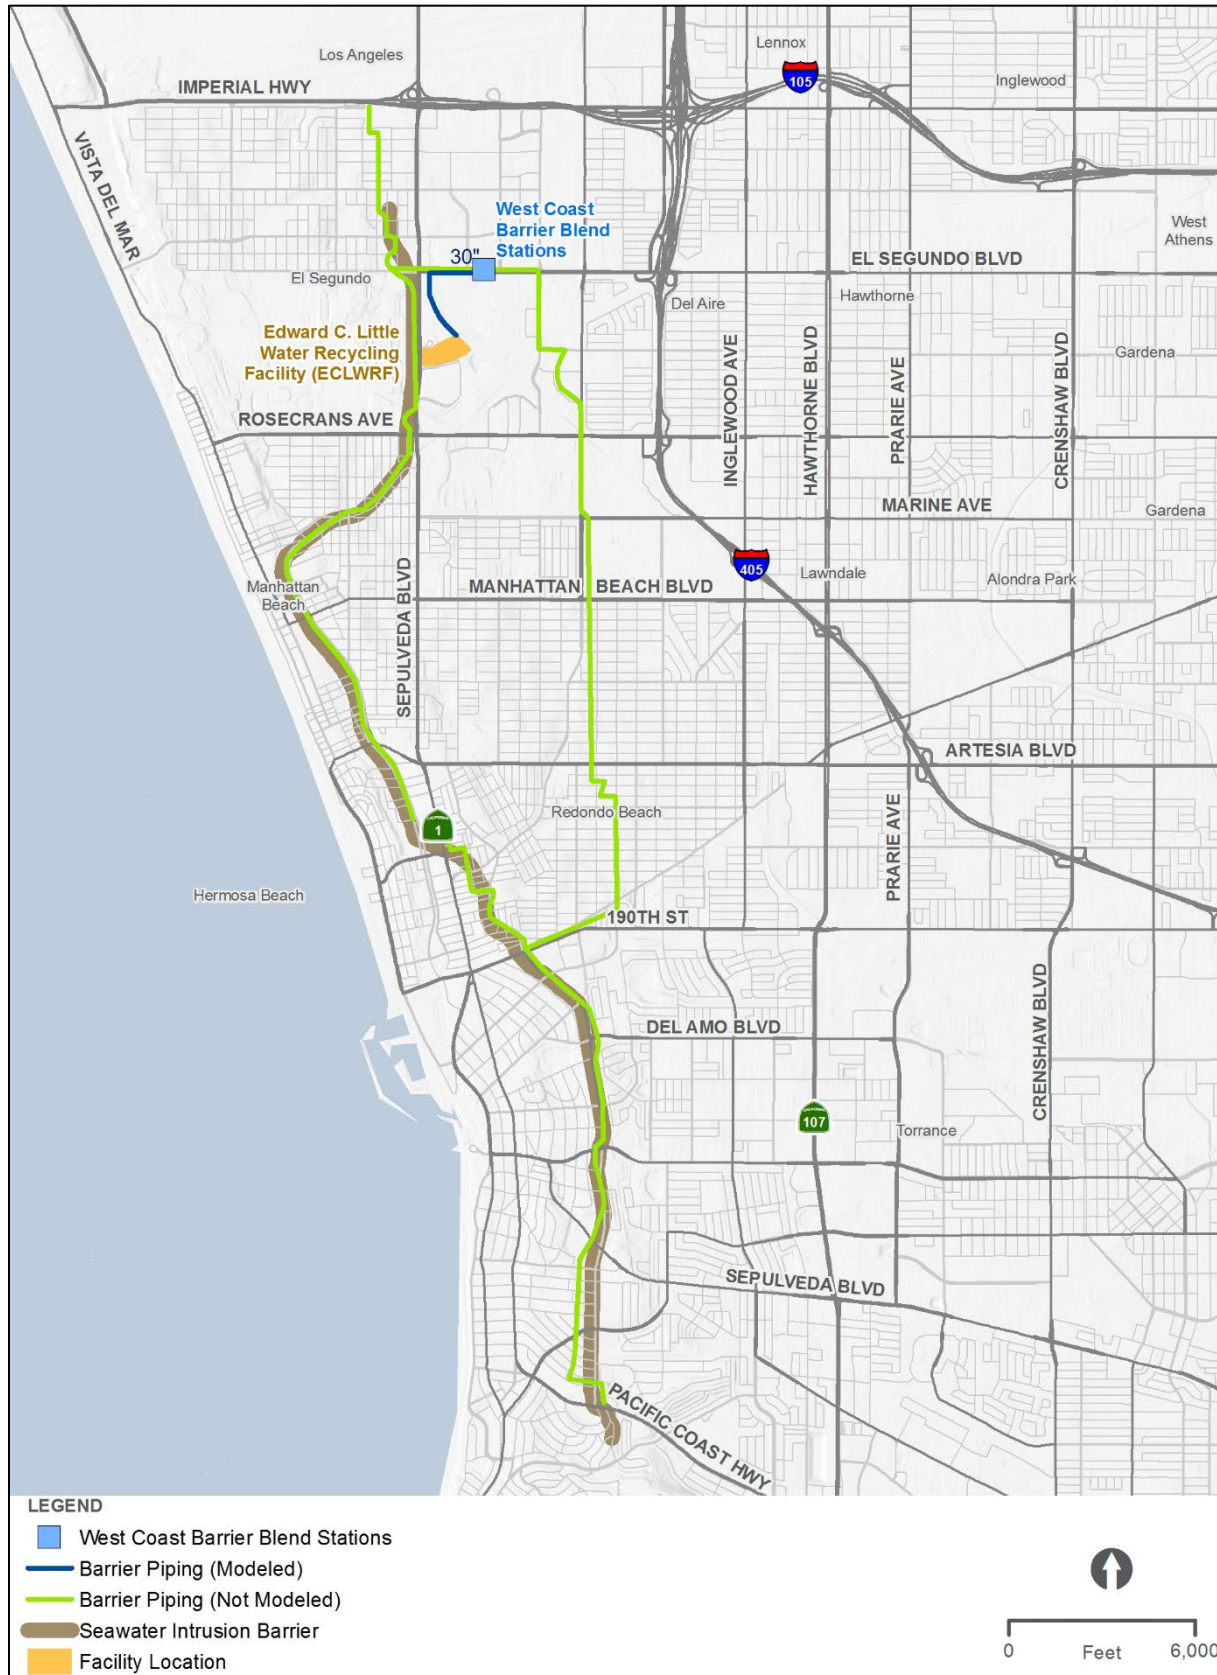 Los Angeles
Lennox
105
Inglewood
IMPERIAL HWY
VISTA DEL MAR
West Coast
Barrier Blend
Stations
West
Athens
30"
EL SEGUNDO BLVD
El Segundo
Del Aire
Hawthorne
Edward C. Little
Water Recycling
Facility (ECLWRF)
Gardena
ROSECRANS AVE
INGLEWOOD AVE
HAWTHORNE BLVD
PRARIE AVE
CRENSHAW BLVD
MARINE AVE
Gardena
405
Lawndale
Alondra Park
Manhattan
Beach
MANHATTAN BEACH BLVD
SEPULVEDA BLVD
ARTESIA BLVD
Redondo Beach
CALIFORNIA
1
PRARIE AVE
Hermosa Beach
190TH ST
CRENSHAW BLVD
DEL AMO BLVD
CALIFORNIA
107
Torrance
SEPULVEDA BLVD
PACIFIC COAST HWY
LEGEND
West Coast Barrier Blend Stations
Barrier Piping (Modeled)
Barrier Piping (Not Modeled)
Seawater Intrusion Barrier
Facility Location
0 Feet 6,000